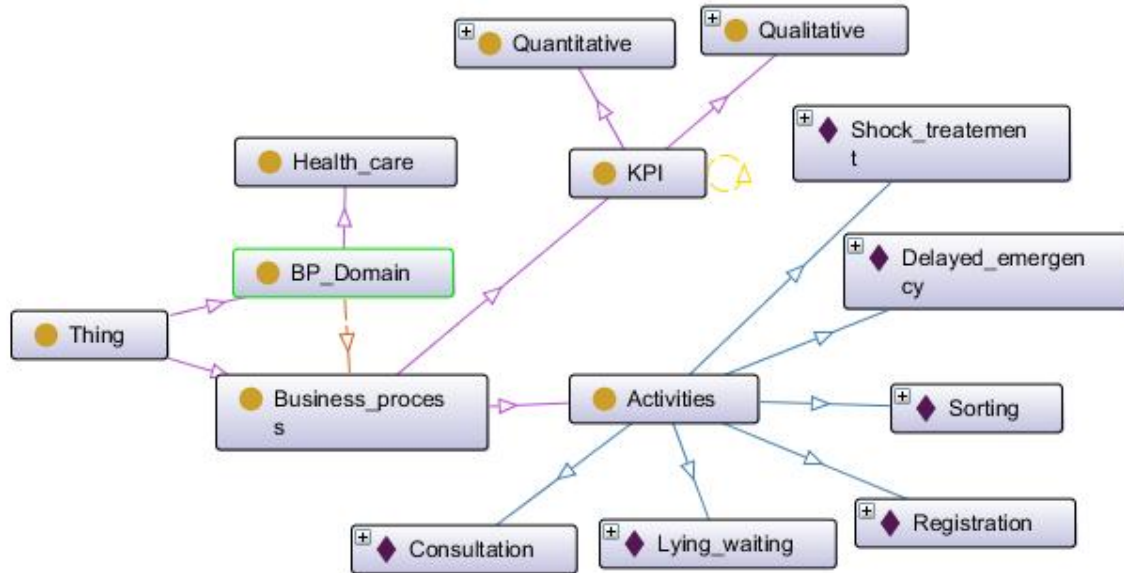 Quantitative
Qualitative
Shock_treatemen
t
Health_care
KPI
Delayed_emergen
cy
BP_Domain
Thing
Business_proces
s
Activities
Sorting
Registration
Consultation
Lying_waiting